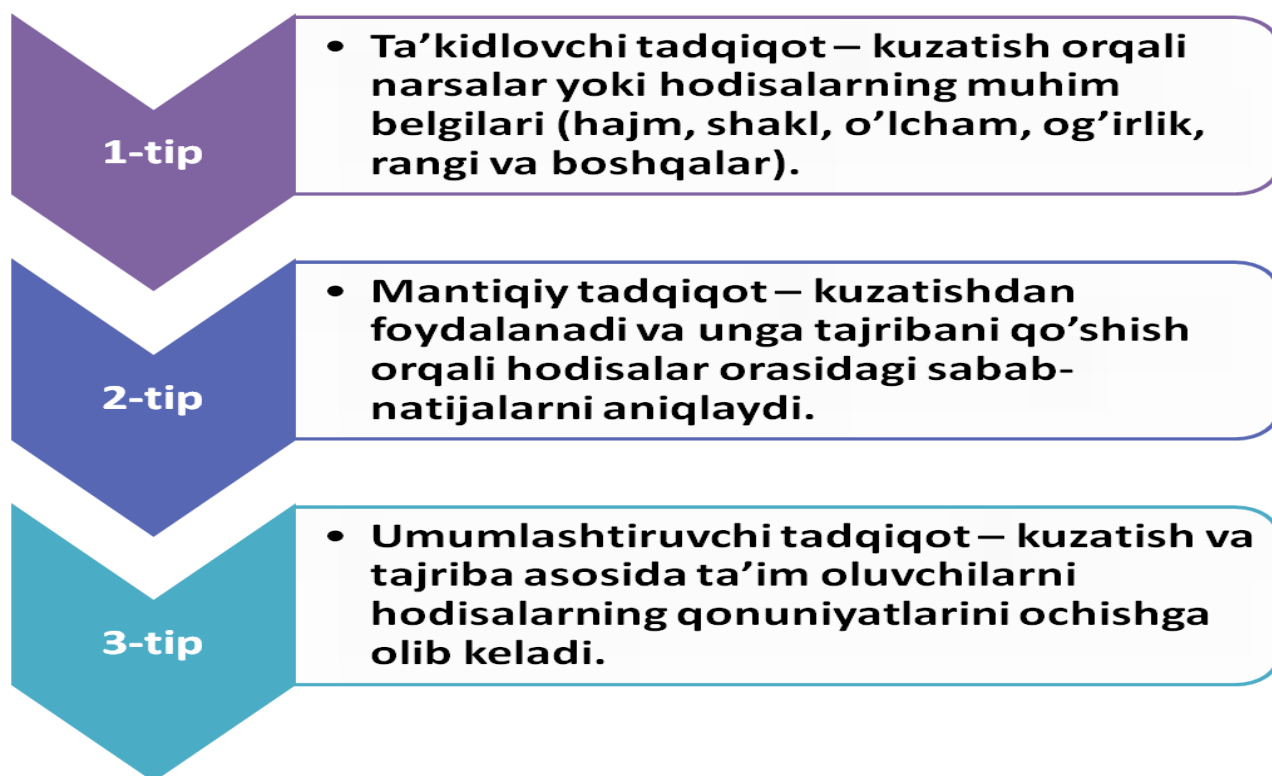 1-tip
• Ta’kidlovchi tadqiqot – kuzatish orqali
narsalar yoki hodisalarning muhim
belgilari (hajm, shakl, o’lcham, og’irlik,
rangi va boshqalar).
2-tip
• Mantiqiy tadqiqot – kuzatishdan
foydalanadi va unga tajribani qo’shish
orqali hodisalar orasidagi sabab-
natijalarni aniqlaydi.
3-tip
• Umumlashtiruvchi tadqiqot – kuzatish va
tajriba asosida ta’im oluvchilarni
hodisalarning qonuniyatlarini ochishga
olib keladi.